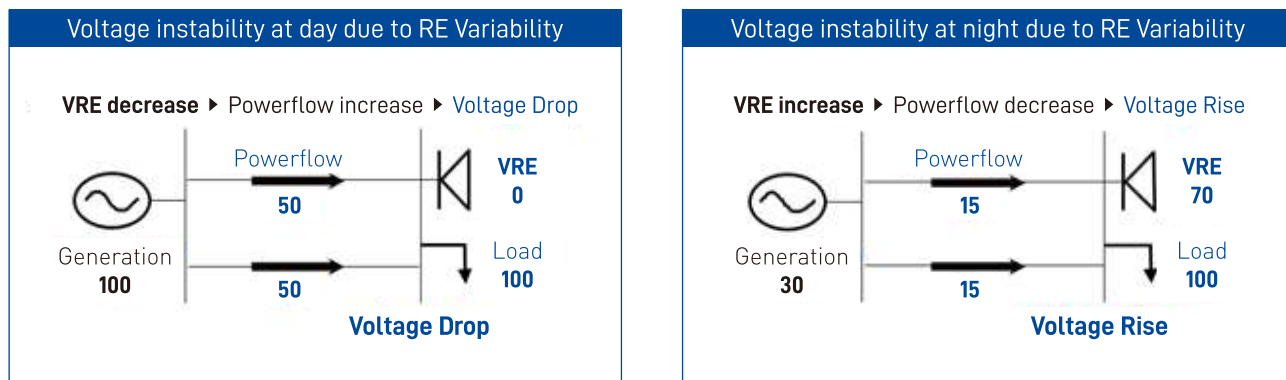 Voltage instability at day due to RE Variability
VRE decrease ▶ Powerflow increase ▶ Voltage Drop
Powerflow
50
VRE
0
Generation
100
50
Load
100
Voltage Drop
Voltage instability at night due to RE Variability
VRE increase ▶ Powerflow decrease ▶ Voltage Rise
Powerflow
15
VRE
70
Generation
30
15
Load
100
Voltage Rise